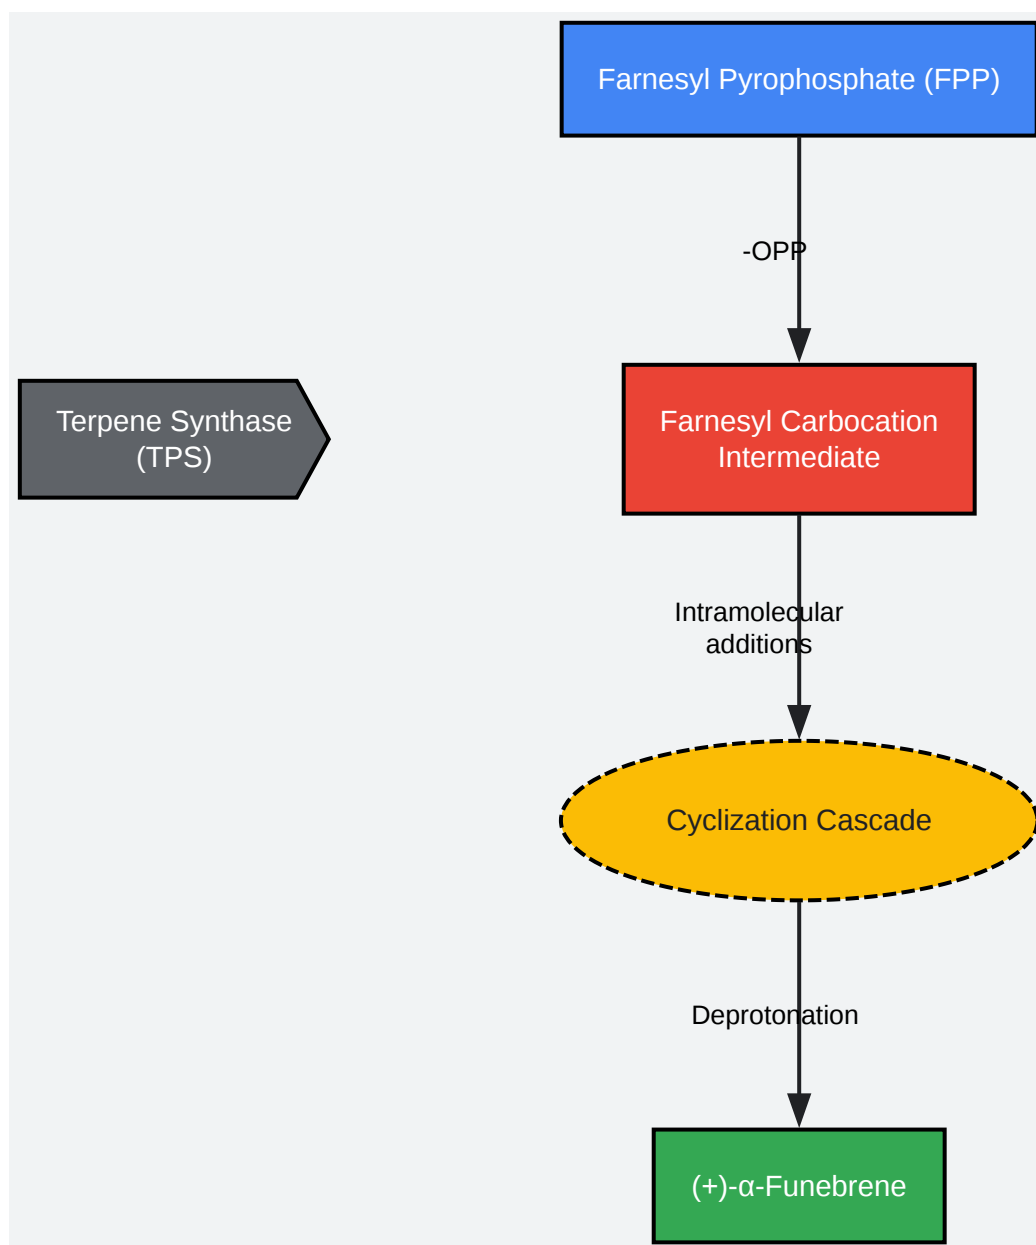 Farnesyl Pyrophosphate (FPP)
-OPP
Terpene Synthase
(TPS)
Farnesyl Carbocation
Intermediate
Intramolecular
additions
Cyclization Cascade
Deprotonation
(+)-α-Funebrene